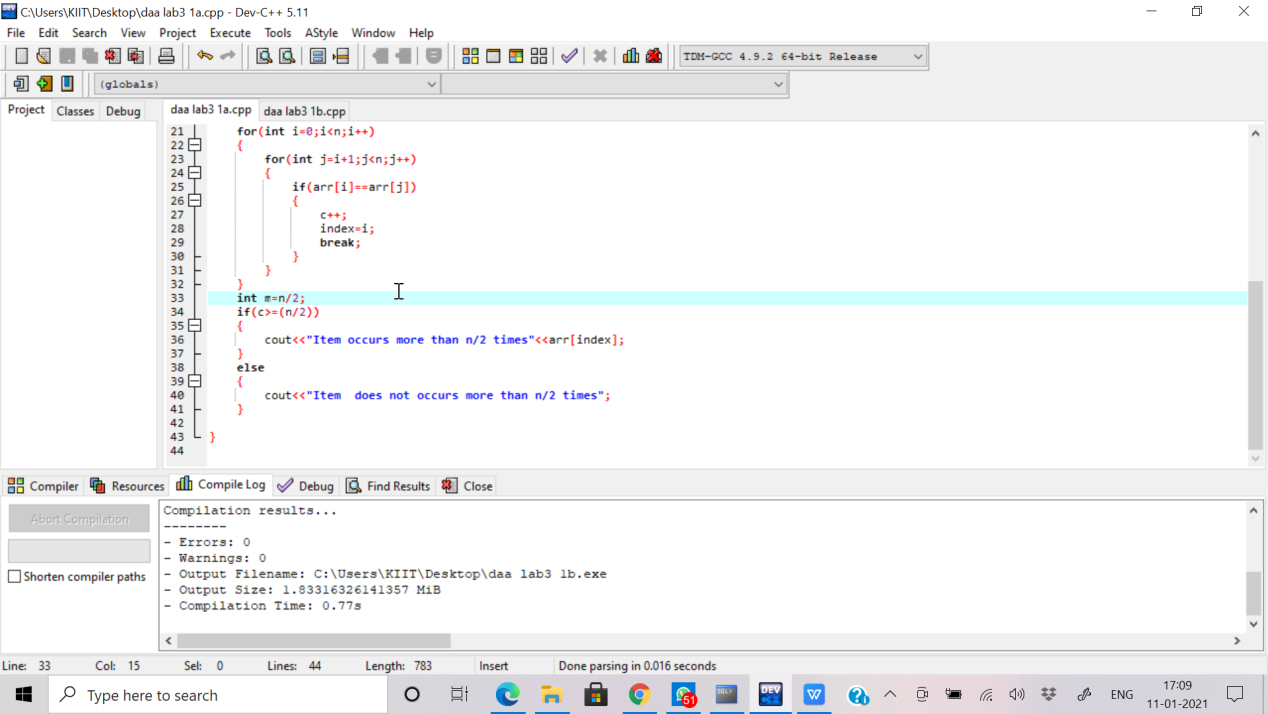 C:\Users\KIIT\Desktop\daa lab3 1a.cpp - Dev-C++ 5.11
File Edit Search View Project Execute Tools AStyle Window Help
TDM-GCC 4.9.2 64-bit Release
(globals)
Project Classes Debug
daa lab3 1a.cpp daa lab3 1b.cpp
21 for(int i=0;i<n;i++)
22 {
23 for(int j=i+1;j<n;j++)
24 {
25 if(arr[i]==arr[j])
26 {
27 c++;
28 index=i;
29 break;
30 }
31 }
32 }
33 int m=n/2;
34 if(c>=(n/2))
35 {
36 cout<<"Item occurs more than n/2 times"<<arr[index];
37 }
38 else
39 {
40 cout<<"Item  does not occurs more than n/2 times";
41 }
42
43 }
44
Compiler Resources Compile Log Debug Find Results Close
Abort Compilation
Shorten compiler paths
Compilation results...
--------
- Errors: 0
- Warnings: 0
- Output Filename: C:\Users\KIIT\Desktop\daa lab3 1b.exe
- Output Size: 1.83316326141357 MiB
- Compilation Time: 0.77s
Line: 33 Col: 15 Sel: 0 Lines: 44 Length: 783 Insert Done parsing in 0.016 seconds
Type here to search
51
DEV
ENG
17:09
11-01-2021